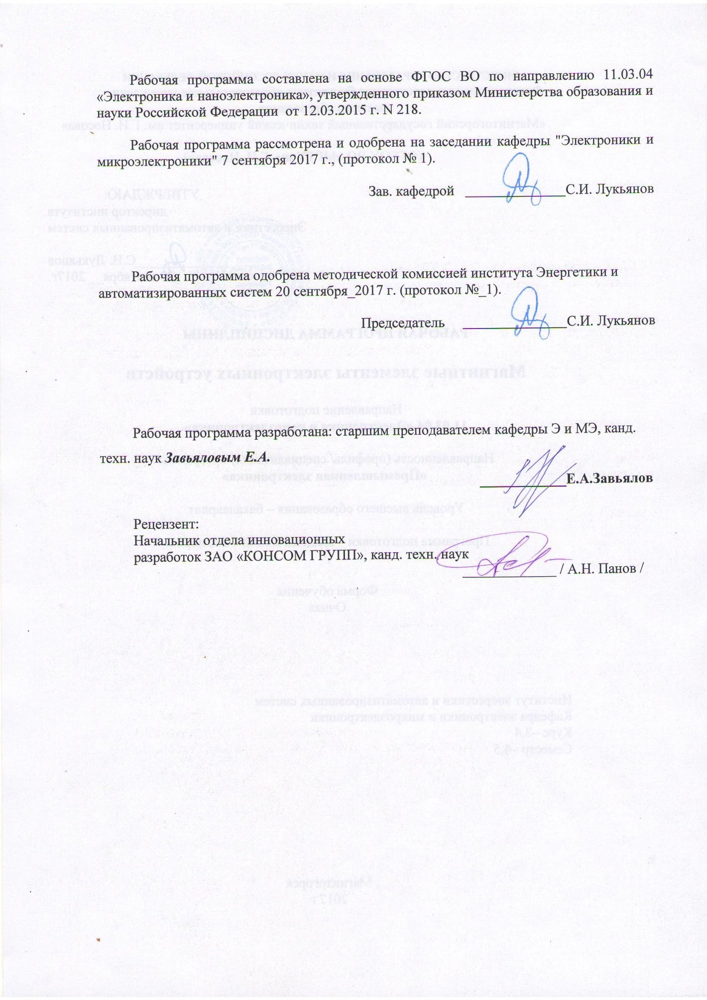 Рабочая программа составлена на основе ФГОС ВО по направлению 11.03.04
«Электроника и наноэлектроника», утвержденного приказом Министерства образования и
науки Российской Федерации от 12.03.2015 г. N 218.
Рабочая программа рассмотрена и одобрена на заседании кафедры "Электроники и
микроэлектроники" 7 сентября 2017 г., (протокол № 1).
Зав. кафедрой ______________С.И. Лукьянов
Рабочая программа одобрена методической комиссией института Энергетики и
автоматизированных систем 20 сентября_2017 г. (протокол №_1).
Председатель ______________С.И. Лукьянов
Рабочая программа разработана: старшим преподавателем кафедры Э и МЭ, канд.
техн. наук Завьяловым Е.А.
____________Е.А.Завьялов
Рецензент:
Начальник отдела инновационных
разработок ЗАО «КОНСОМ ГРУПП», канд. техн. наук
_____________ / А.Н. Панов /